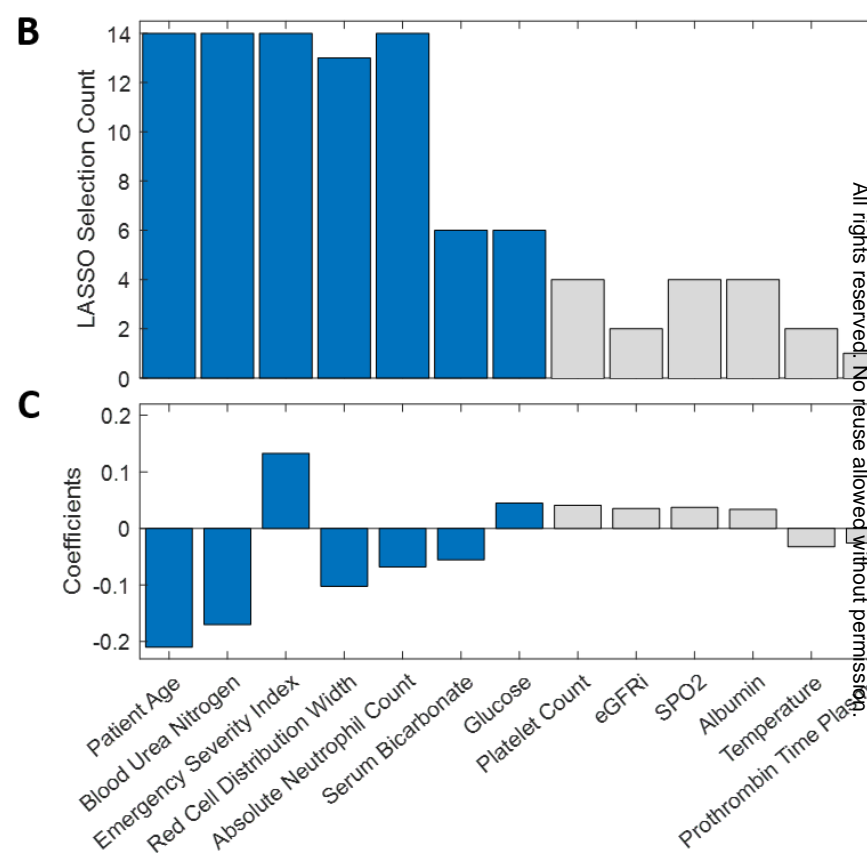 B
LASSO Selection Count
14
12
10
8
6
4
2
0
C
Coefficients
0.2
0.1
0
-0.1
-0.2
Patient Age
Blood Urea Nitrogen
Emergency Severity Index
Red Cell Distribution Width
Absolute Neutrophil Count
Serum Bicarbonate
Glucose
Platelet Count
eGFRi
SPO2
Albumin
Temperature
Prothrombin Time
All rights reserved. No reuse allowed without permission.